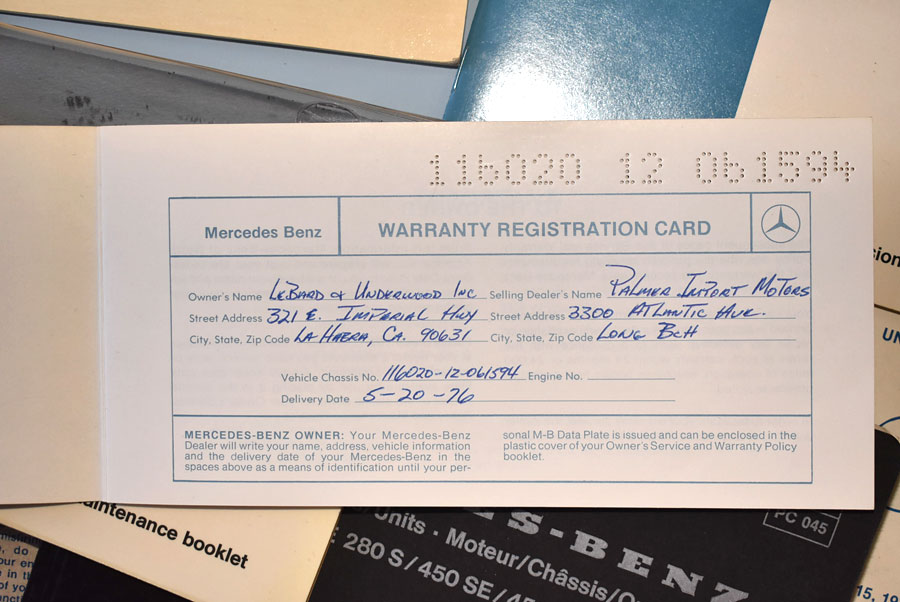 116020 12 061594
Mercedes Benz
WARRANTY REGISTRATION CARD
Owner's Name LeBard & Underwood Inc Selling Dealer's Name Palmer Import Motors
Street Address 321 E. Imperial Hwy Street Address 3300 Atlantic Ave.
City, State, Zip Code La Habra, Ca. 90631 City, State, Zip Code Long Bch
Vehicle Chassis No. 116020-12-061594 Engine No.
Delivery Date 5-20-76
MERCEDES-BENZ OWNER: Your Mercedes-Benz
Dealer will write your name, address, vehicle information
and the delivery date of your Mercedes-Benz in the
spaces above as a means of identification until your per-
sonal M-B Data Plate is issued and can be enclosed in the
plastic cover of your Owner's Service and Warranty Policy
booklet.
aintenance booklet
ES-BENZ
PC 045
Units · Moteur/Châssis/
280 S/450 SE/45